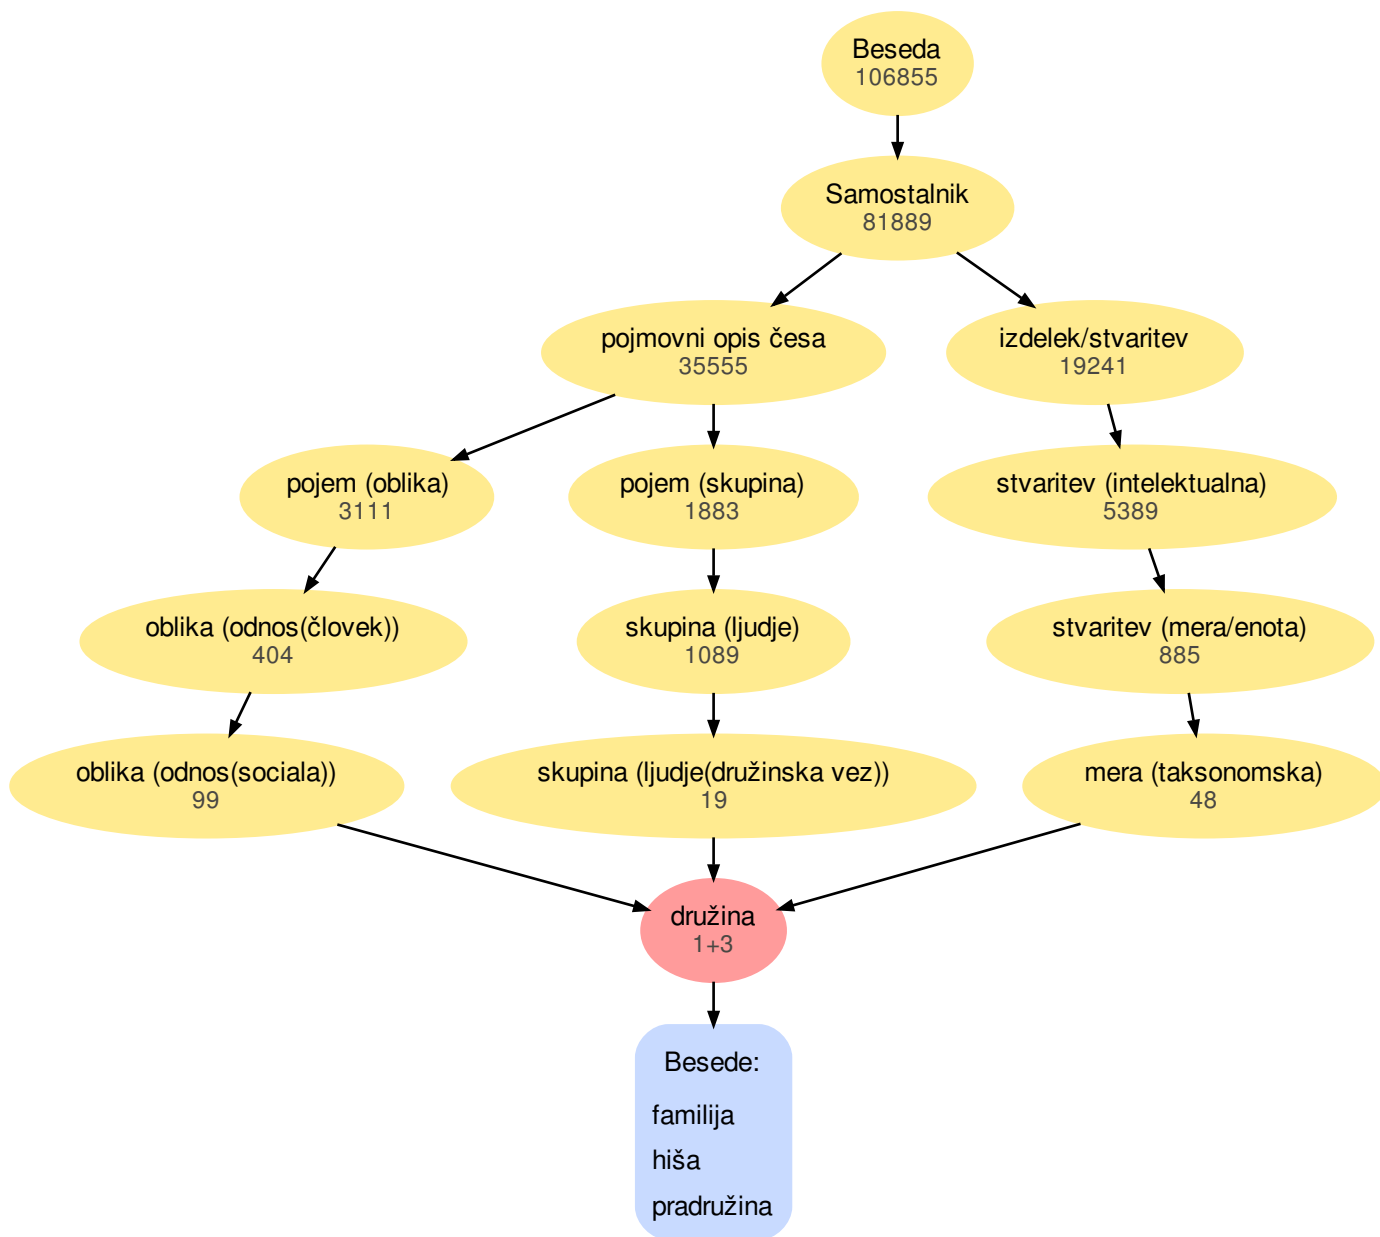 Beseda
106855
Samostalnik
81889
pojmovni opis česa
35555
izdelek/stvaritev
19241
pojem (oblika)
3111
pojem (skupina)
1883
stvaritev (intelektualna)
5389
oblika (odnos(človek))
404
skupina (ljudje)
1089
stvaritev (mera/enota)
885
oblika (odnos(sociala))
99
skupina (ljudje(družinska vez))
19
mera (taksonomska)
48
družina
1+3
Besede:
familija
hiša
pradružina